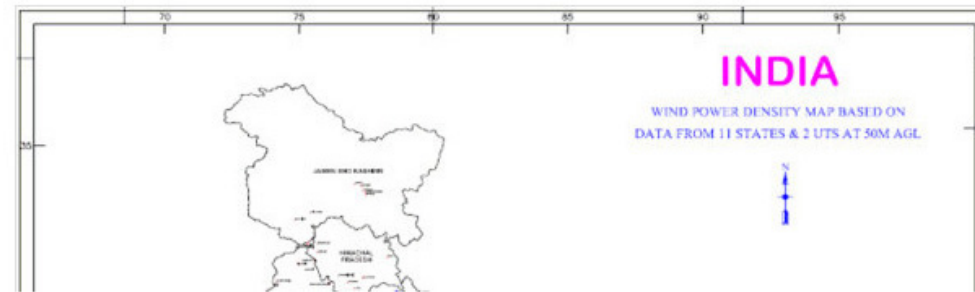 70 75 80 85 90 95
INDIA
WIND POWER DENSITY MAP BASED ON
DATA FROM 11 STATES & 2 UTS AT 50M AGL
35
N
JAMMU AND KASHMIR
HIMACHAL
PRADESH